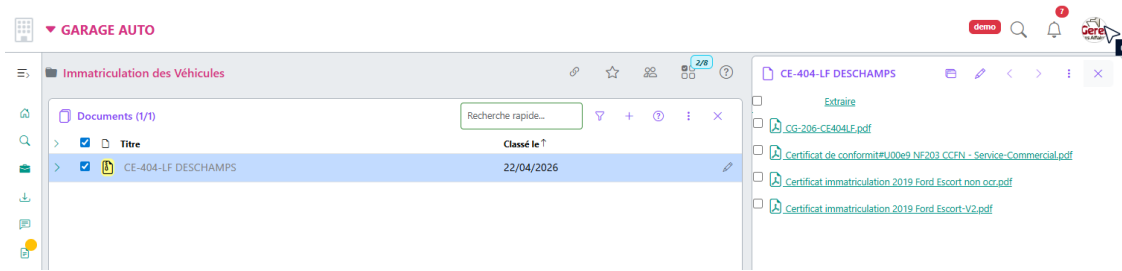 GARAGE AUTO
demo
7
Gere
Immatriculation des Véhicules
2/8
CE-404-LF DESCHAMPS
Documents (1/1)
Recherche rapide...
Titre
Classé le
CE-404-LF DESCHAMPS
22/04/2026
Extraire
CG-206-CE404LF.pdf
Certificat de conformit#U00e9 NF203 CCFN - Service-Commercial.pdf
Certificat immatriculation 2019 Ford Escort non ocr.pdf
Certificat immatriculation 2019 Ford Escort-V2.pdf